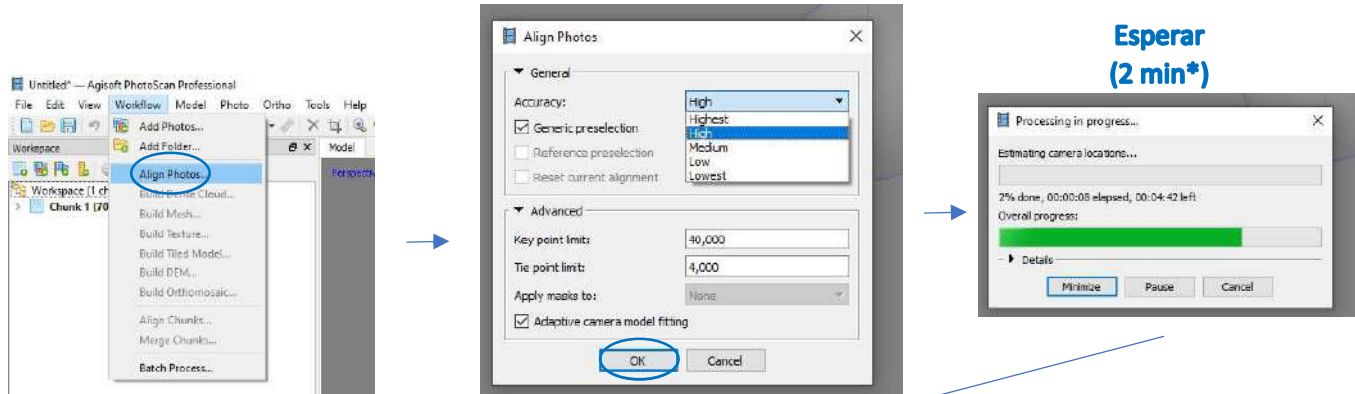 Untitled* — Agisoft PhotoScan Professional
File Edit View Workflow Model Photo Ortho Tools Help
Add Photos...
Workspace
Add Folder...
Model
Align Photos...
Perspectiv
Workspace (1 ch
Build Dense Cloud...
Chunk 1 (70
Build Mesh...
Build Texture...
Build Tiled Model...
Build DEM...
Build Orthomosaic...
Align Chunks...
Merge Chunks...
Batch Process...
Align Photos
General
Accuracy:
High
Highest
High
Medium
Low
Lowest
Generic preselection
Reference preselection
Reset current alignment
Advanced
Key point limit:
40,000
Tie point limit:
4,000
Apply masks to:
None
Adaptive camera model fitting
OK
Cancel
Esperar
(2 min*)
Processing in progress...
Estimating camera locations...
2% done, 00:00:08 elapsed, 00:04:42 left
Overall progress:
Details
Minimize
Pause
Cancel